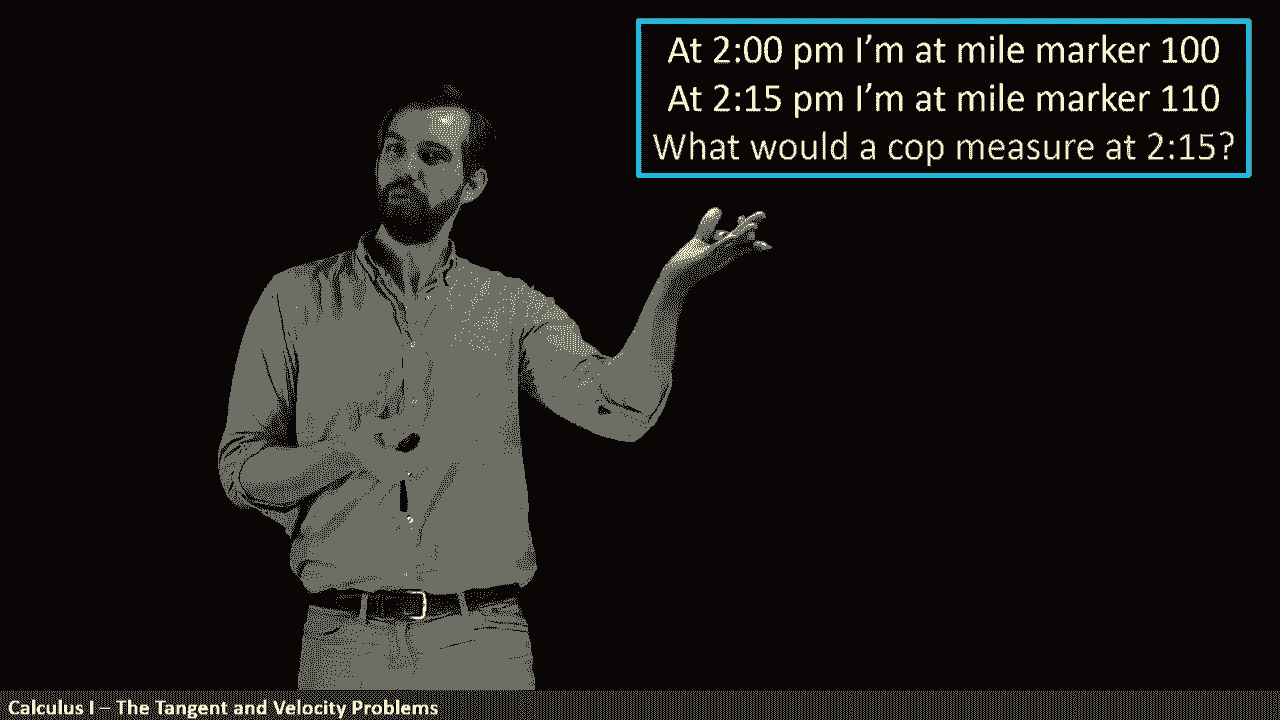 At 2:00 pm I’m at mile marker 100
At 2:15 pm I’m at mile marker 110
What would a cop measure at 2:15?
Calculus I – The Tangent and Velocity Problems